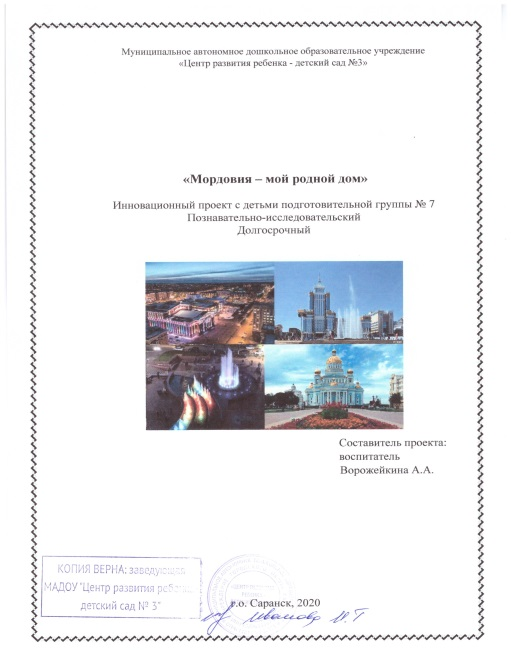 Муниципальное автономное дошкольное образовательное учреждение
«Центр развития ребенка - детский сад №3»
«Мордовия – мой родной дом»
Инновационный проект с детьми подготовительной группы № 7
Познавательно-исследовательский
Долгосрочный
Составитель проекта:
воспитатель
Ворожейкина А.А.
КОПИЯ ВЕРНА: заведующая
МАДОУ "Центр развития ребенка
детский сад № 3"
г.о. Саранск, 2020
Иванова И.Т